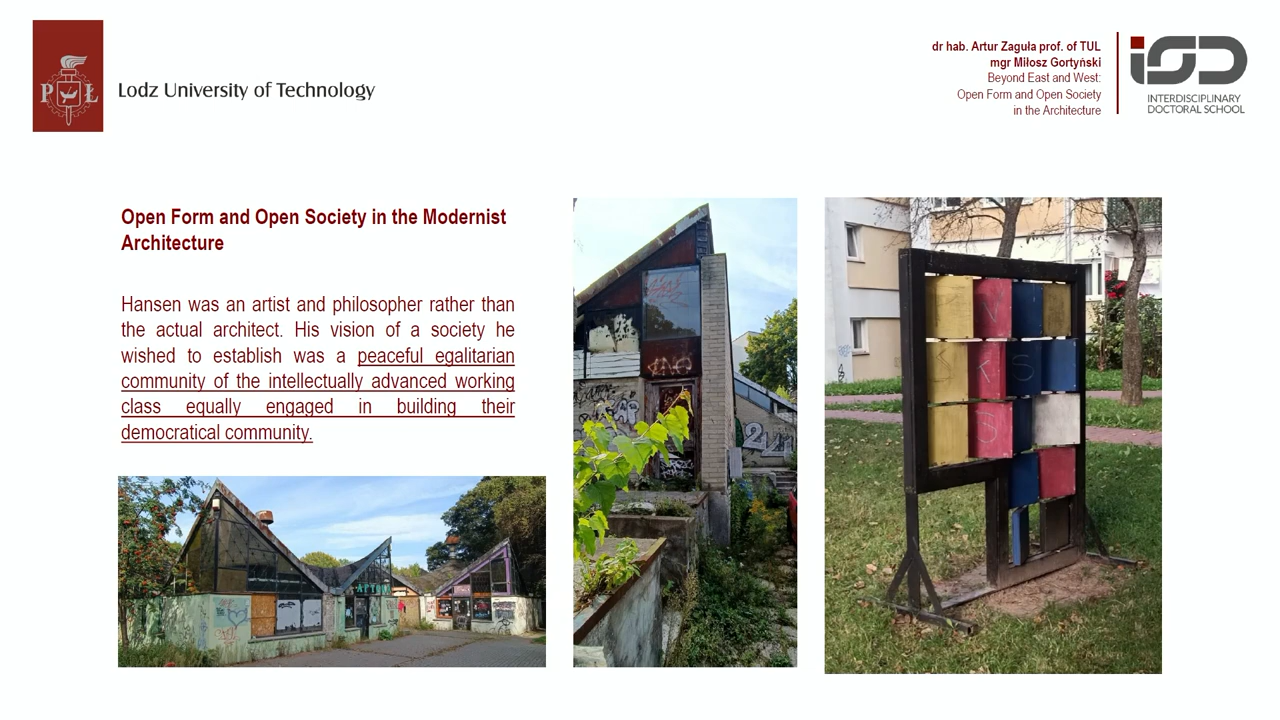 P Ł
Lodz University of Technology
dr hab. Artur Zaguła prof. of TUL
mgr Miłosz Gortyński
Beyond East and West:
Open Form and Open Society
in the Architecture
INTERDISCIPLINARY
DOCTORAL SCHOOL
Open Form and Open Society in the Modernist
Architecture
Hansen was an artist and philosopher rather than
the actual architect. His vision of a society he
wished to establish was a peaceful egalitarian
community of the intellectually advanced working
class equally engaged in building their
democratical community.